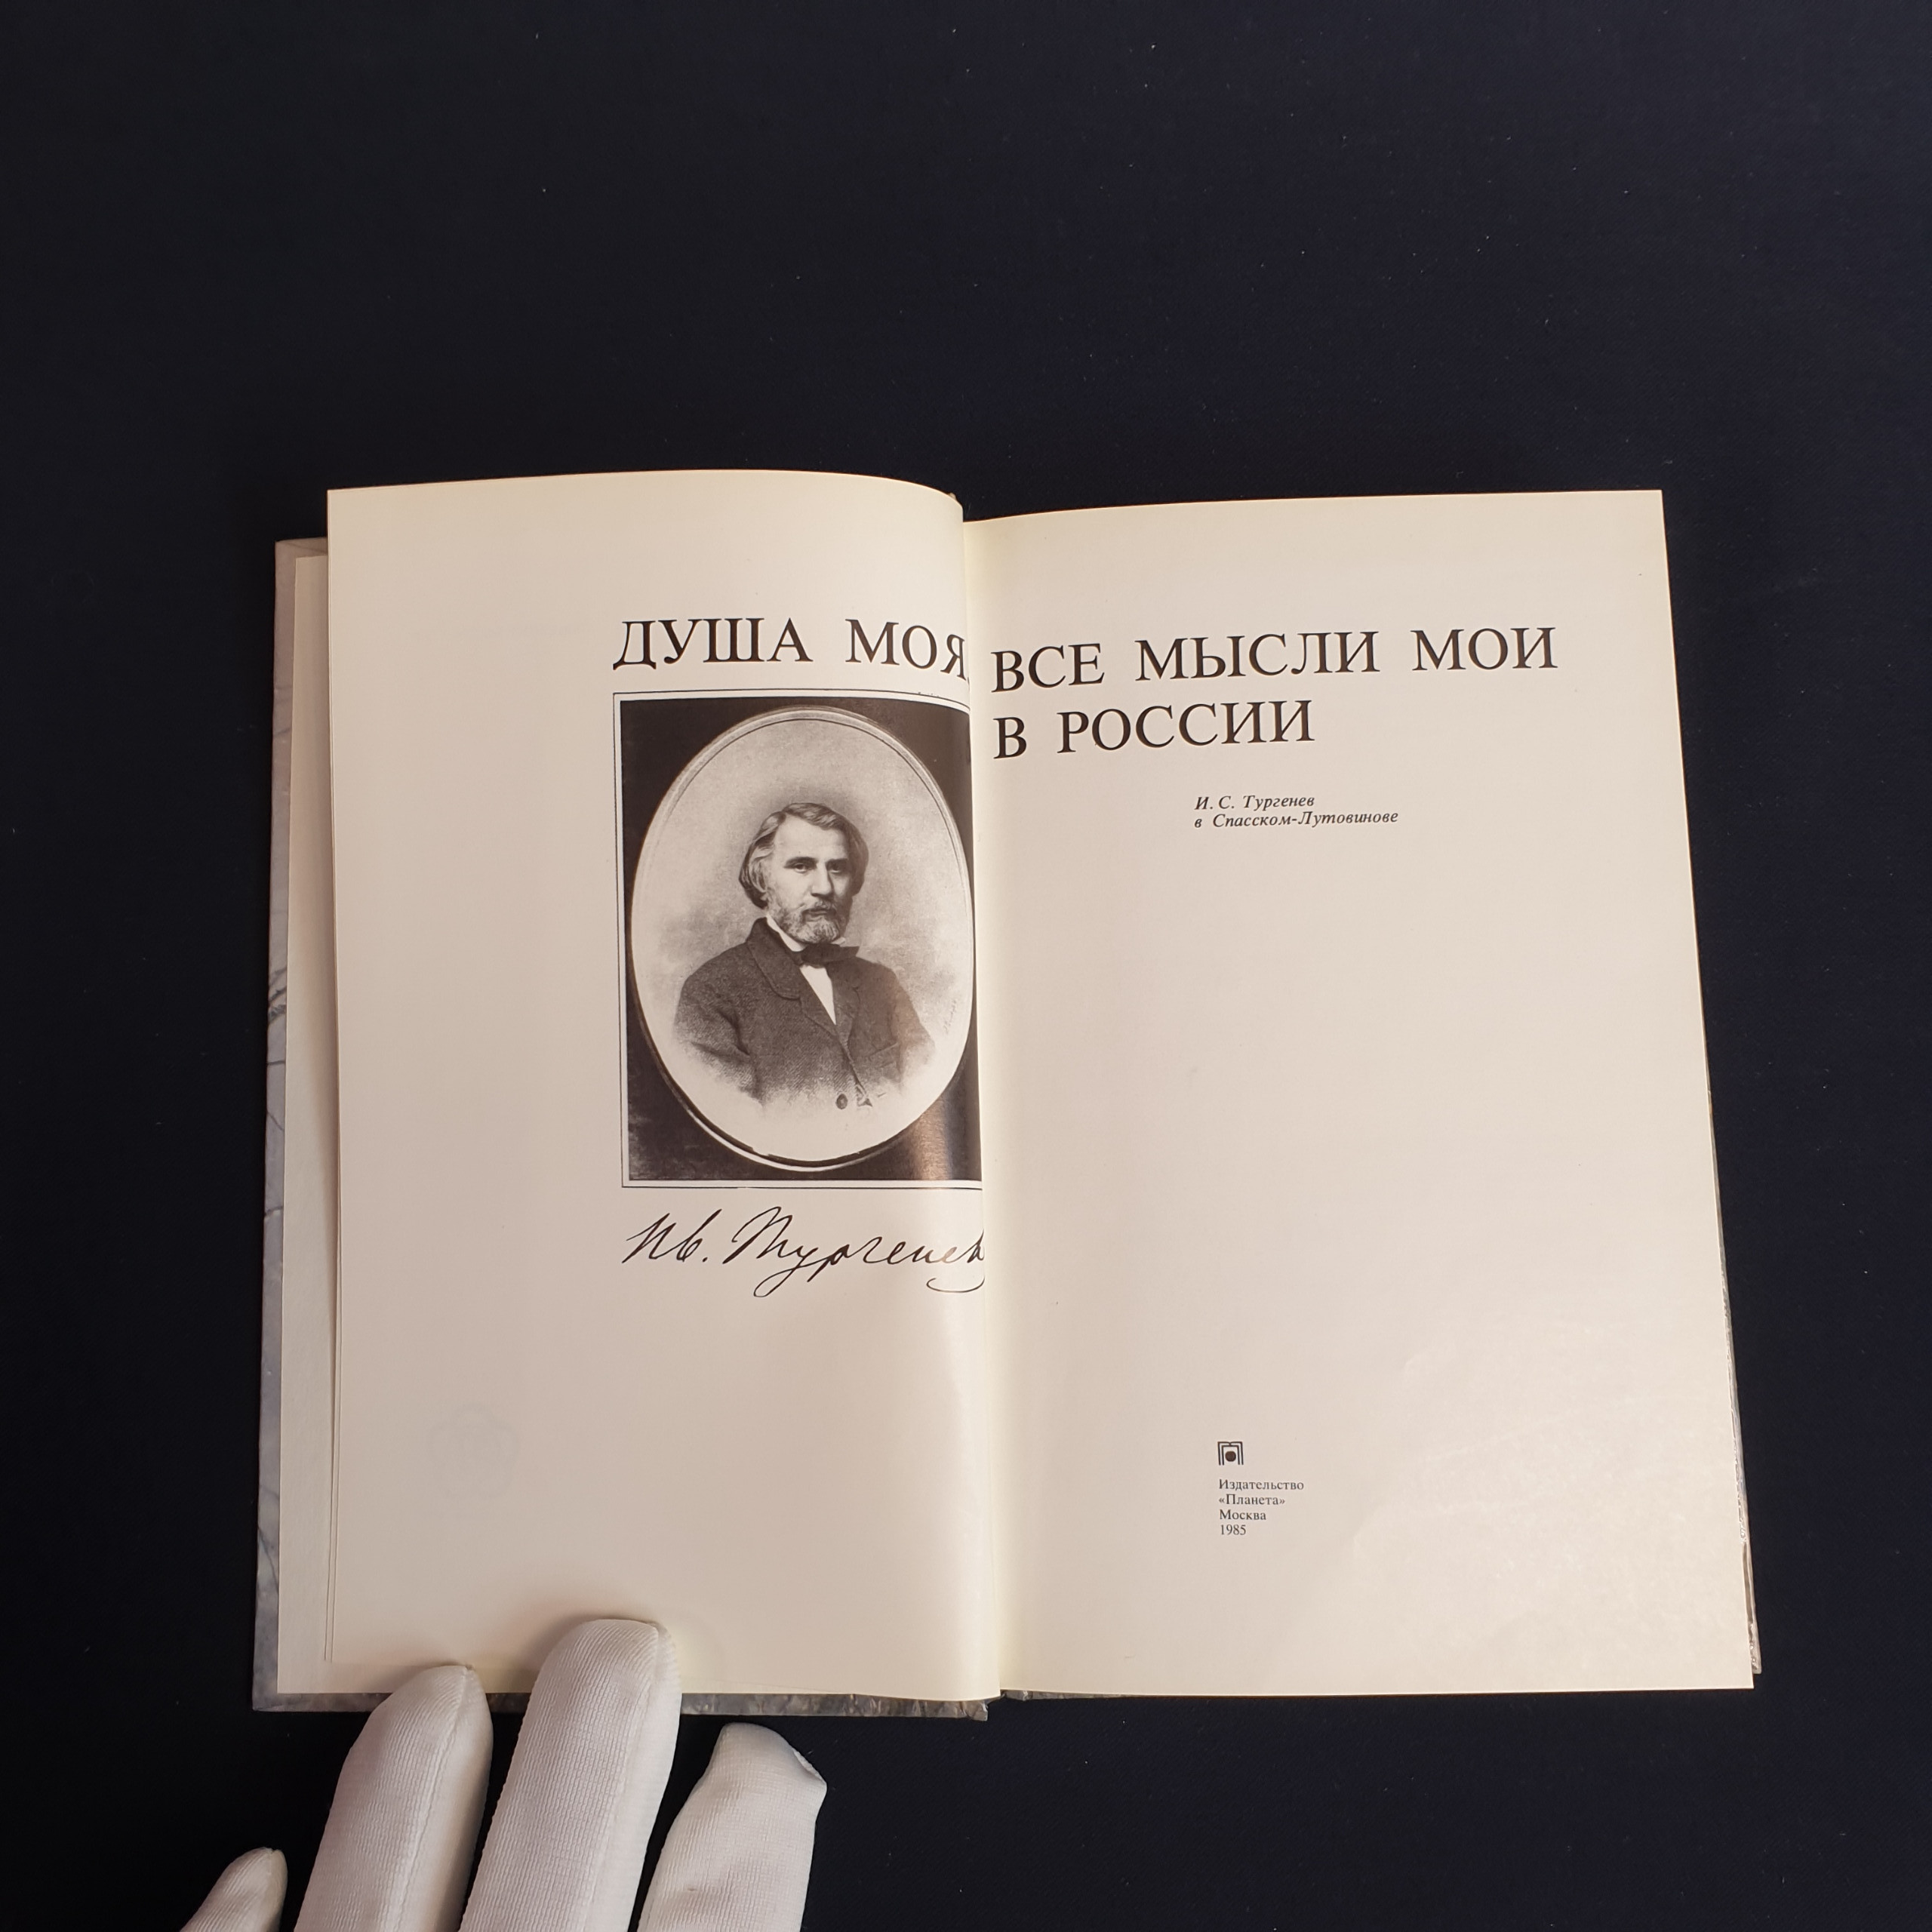 ДУША МОЯ, ВСЕ МЫСЛИ МОИ
В РОССИИ
И. С. Тургенев
в Спасском-Лутовинове
Ив. Тургенев
Издательство
«Планета»
Москва
1985